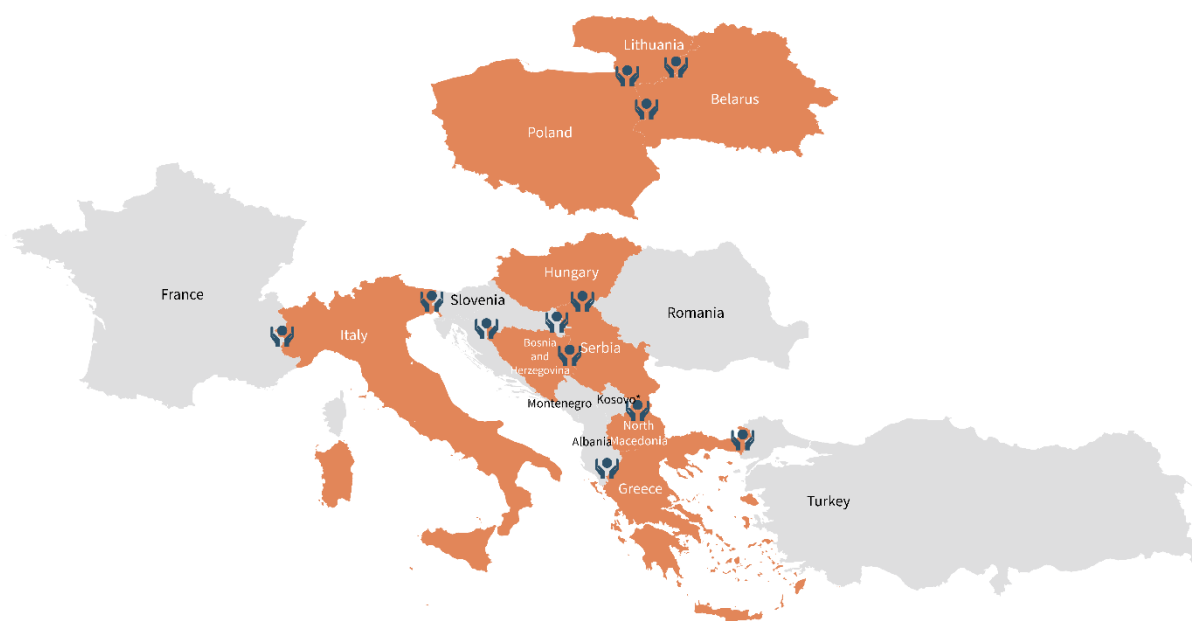 Lithuania
Belarus
Poland
Hungary
France
Slovenia
Romania
Italy
Bosnia
and
Herzegovina
Serbia
Montenegro
Kosovo*
North
Macedonia
Albania
Greece
Turkey